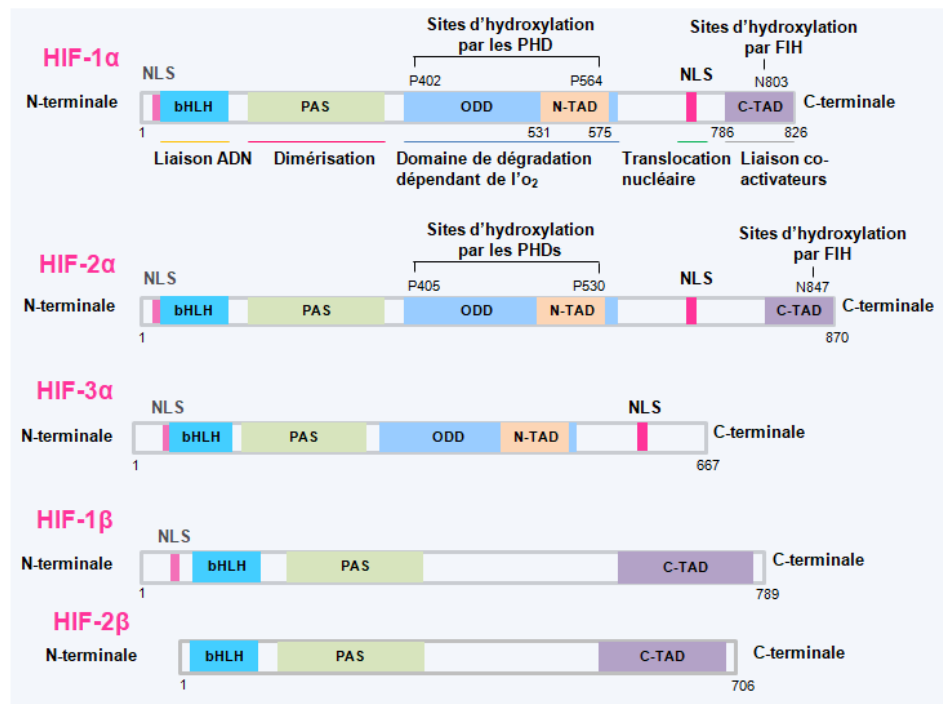 Sites d'hydroxylation
par les PHD
Sites d'hydroxylation
par FIH
HIF-1α
NLS
P402
P564
NLS
N803
N-terminale
bHLH
PAS
ODD
N-TAD
C-TAD
C-terminale
1
531
575
786
826
Liaison ADN
Dimérisation
Domaine de dégradation
dépendant de l'o₂
Translocation
nucléaire
Liaison co-
activateurs
Sites d'hydroxylation
par les PHDs
Sites d'hydroxylation
par FIH
HIF-2α
NLS
P405
P530
NLS
N847
N-terminale
bHLH
PAS
ODD
N-TAD
C-TAD
C-terminale
1
870
HIF-3α
NLS
NLS
N-terminale
bHLH
PAS
ODD
N-TAD
C-terminale
1
667
HIF-1β
NLS
N-terminale
bHLH
PAS
C-TAD
C-terminale
1
789
HIF-2β
N-terminale
bHLH
PAS
C-TAD
C-terminale
1
706